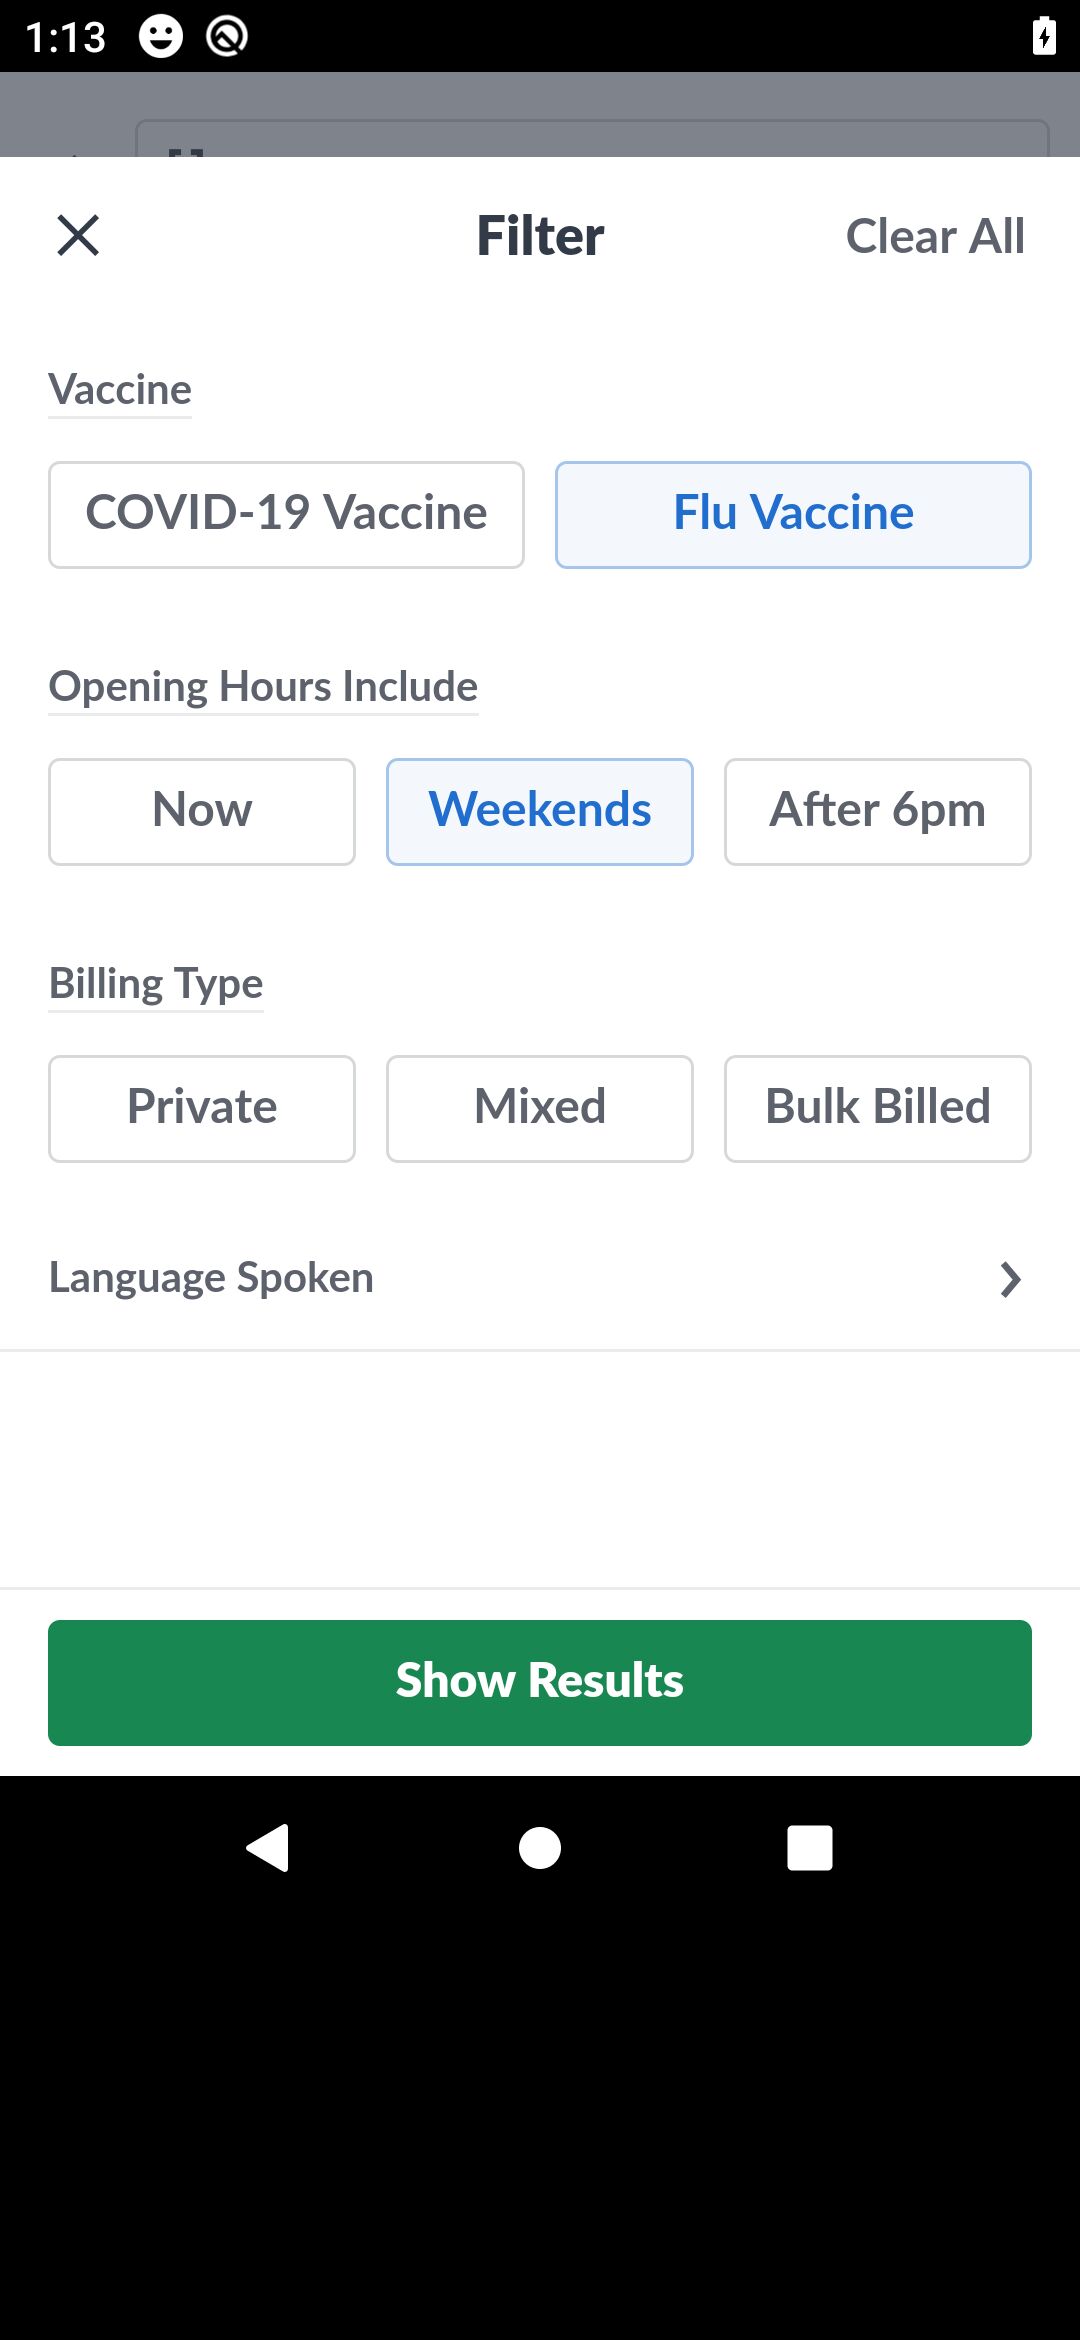 1:13
Filter
Clear All
Vaccine
COVID-19 Vaccine
Flu Vaccine
Opening Hours Include
Now
Weekends
After 6pm
Billing Type
Private
Mixed
Bulk Billed
Language Spoken
Show Results